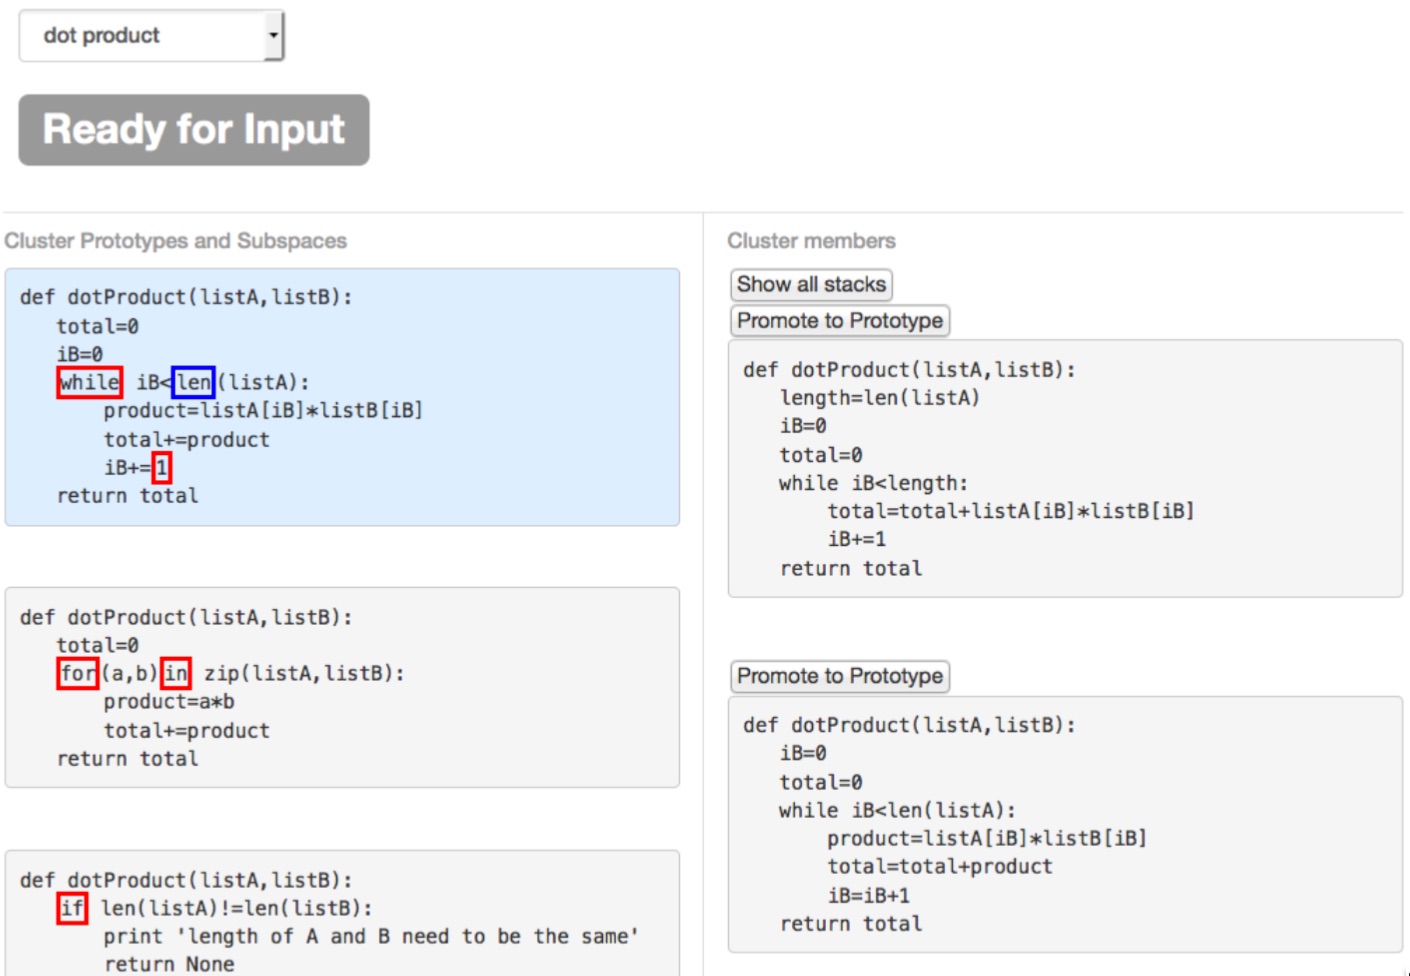 dot product
Ready for Input
Cluster Prototypes and Subspaces
def dotProduct(listA,listB):
    total=0
    iB=0
    while iB<len(listA):
        product=listA[iB]*listB[iB]
        total+=product
        iB+=1
    return total
def dotProduct(listA,listB):
    total=0
    for(a,b)in zip(listA,listB):
        product=a*b
        total+=product
    return total
def dotProduct(listA,listB):
    if len(listA)!=len(listB):
        print 'length of A and B need to be the same'
        return None
Cluster members
Show all stacks
Promote to Prototype
def dotProduct(listA,listB):
    length=len(listA)
    iB=0
    total=0
    while iB<length:
        total=total+listA[iB]*listB[iB]
        iB+=1
    return total
Promote to Prototype
def dotProduct(listA,listB):
    iB=0
    total=0
    while iB<len(listA):
        product=listA[iB]*listB[iB]
        total=total+product
        iB=iB+1
    return total